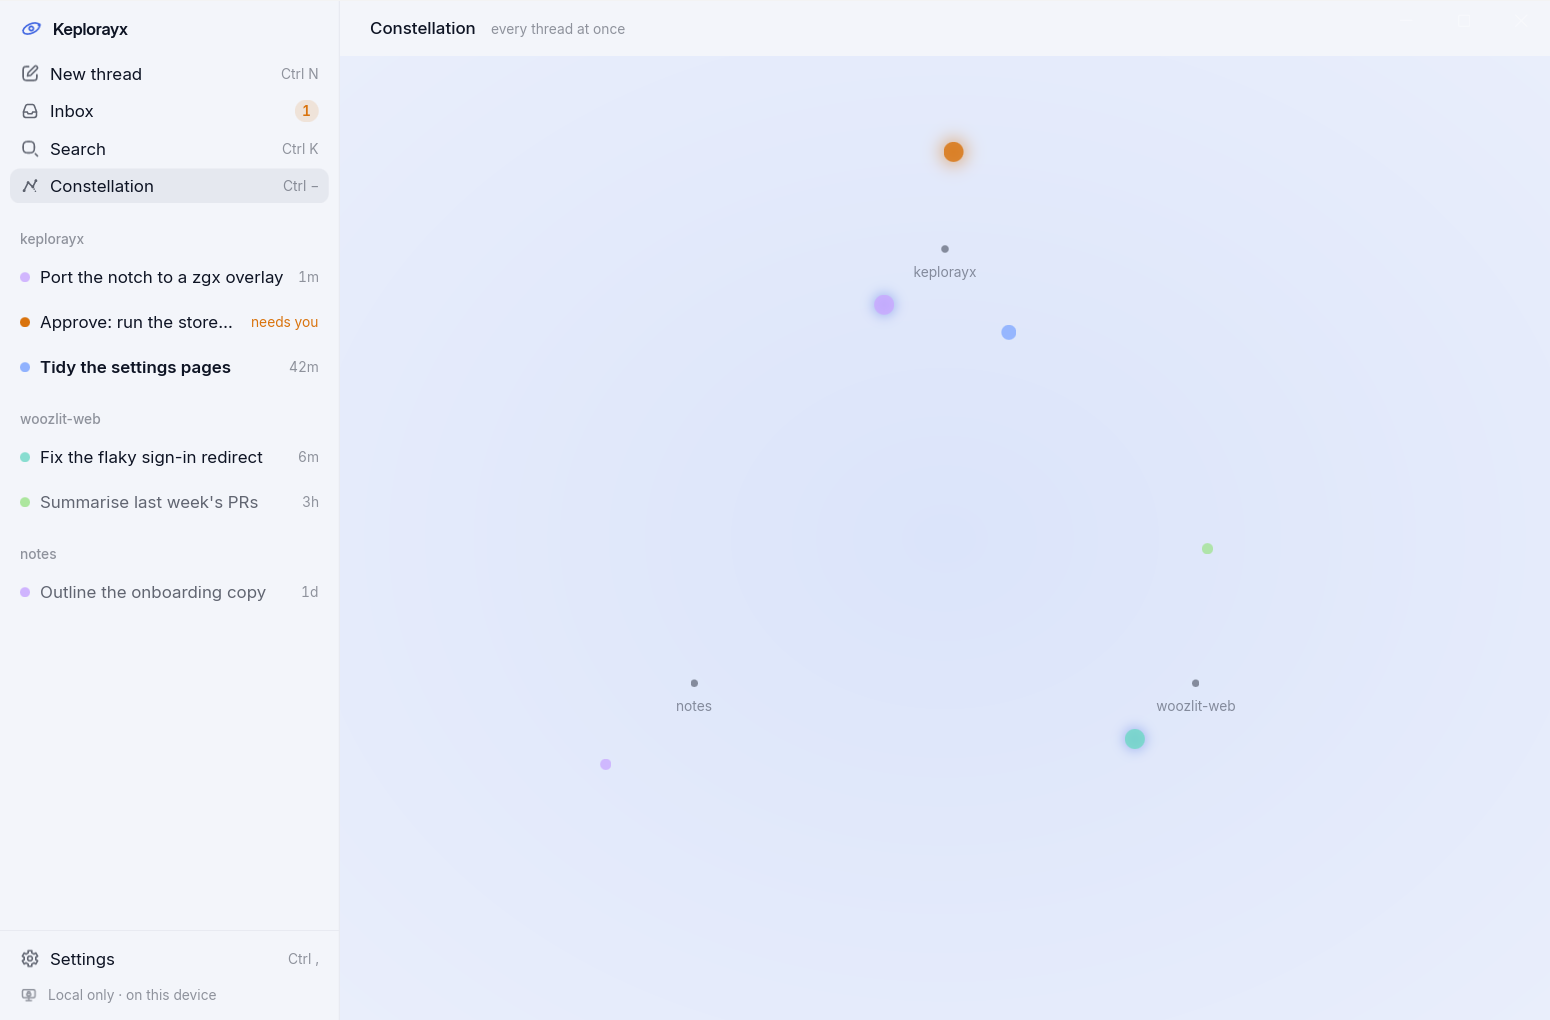 Keplorayx
New thread Ctrl N
Inbox 1
Search Ctrl K
Constellation Ctrl –
keplorayx
Port the notch to a zgx overlay 1m
Approve: run the store... needs you
Tidy the settings pages 42m
woozlit-web
Fix the flaky sign-in redirect 6m
Summarise last week's PRs 3h
notes
Outline the onboarding copy 1d
Settings Ctrl ,
Local only · on this device
Constellation every thread at once
keplorayx
notes
woozlit-web